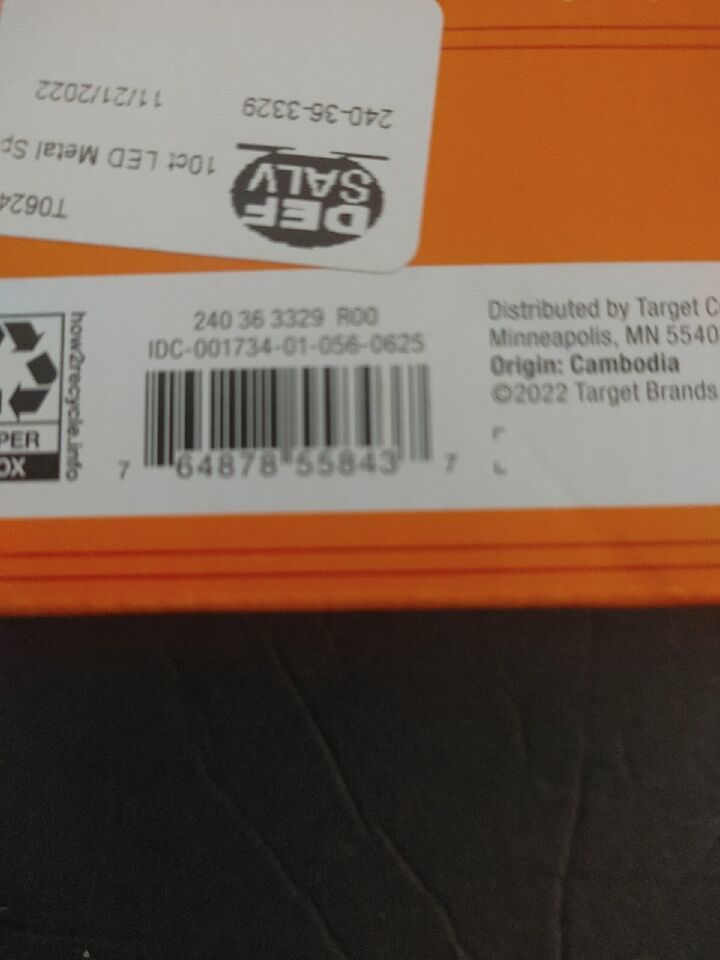 T0624
10ct LED Metal Sp
DEF
SALV
240-36-3329 11/21/2022
how2recycle.info
PER
240 36 3329 R00
IDC-001734-01-056-0625
7 64878 55843 7
Distributed by Target C
Minneapolis, MN 5540
Origin: Cambodia
©2022 Target Brands